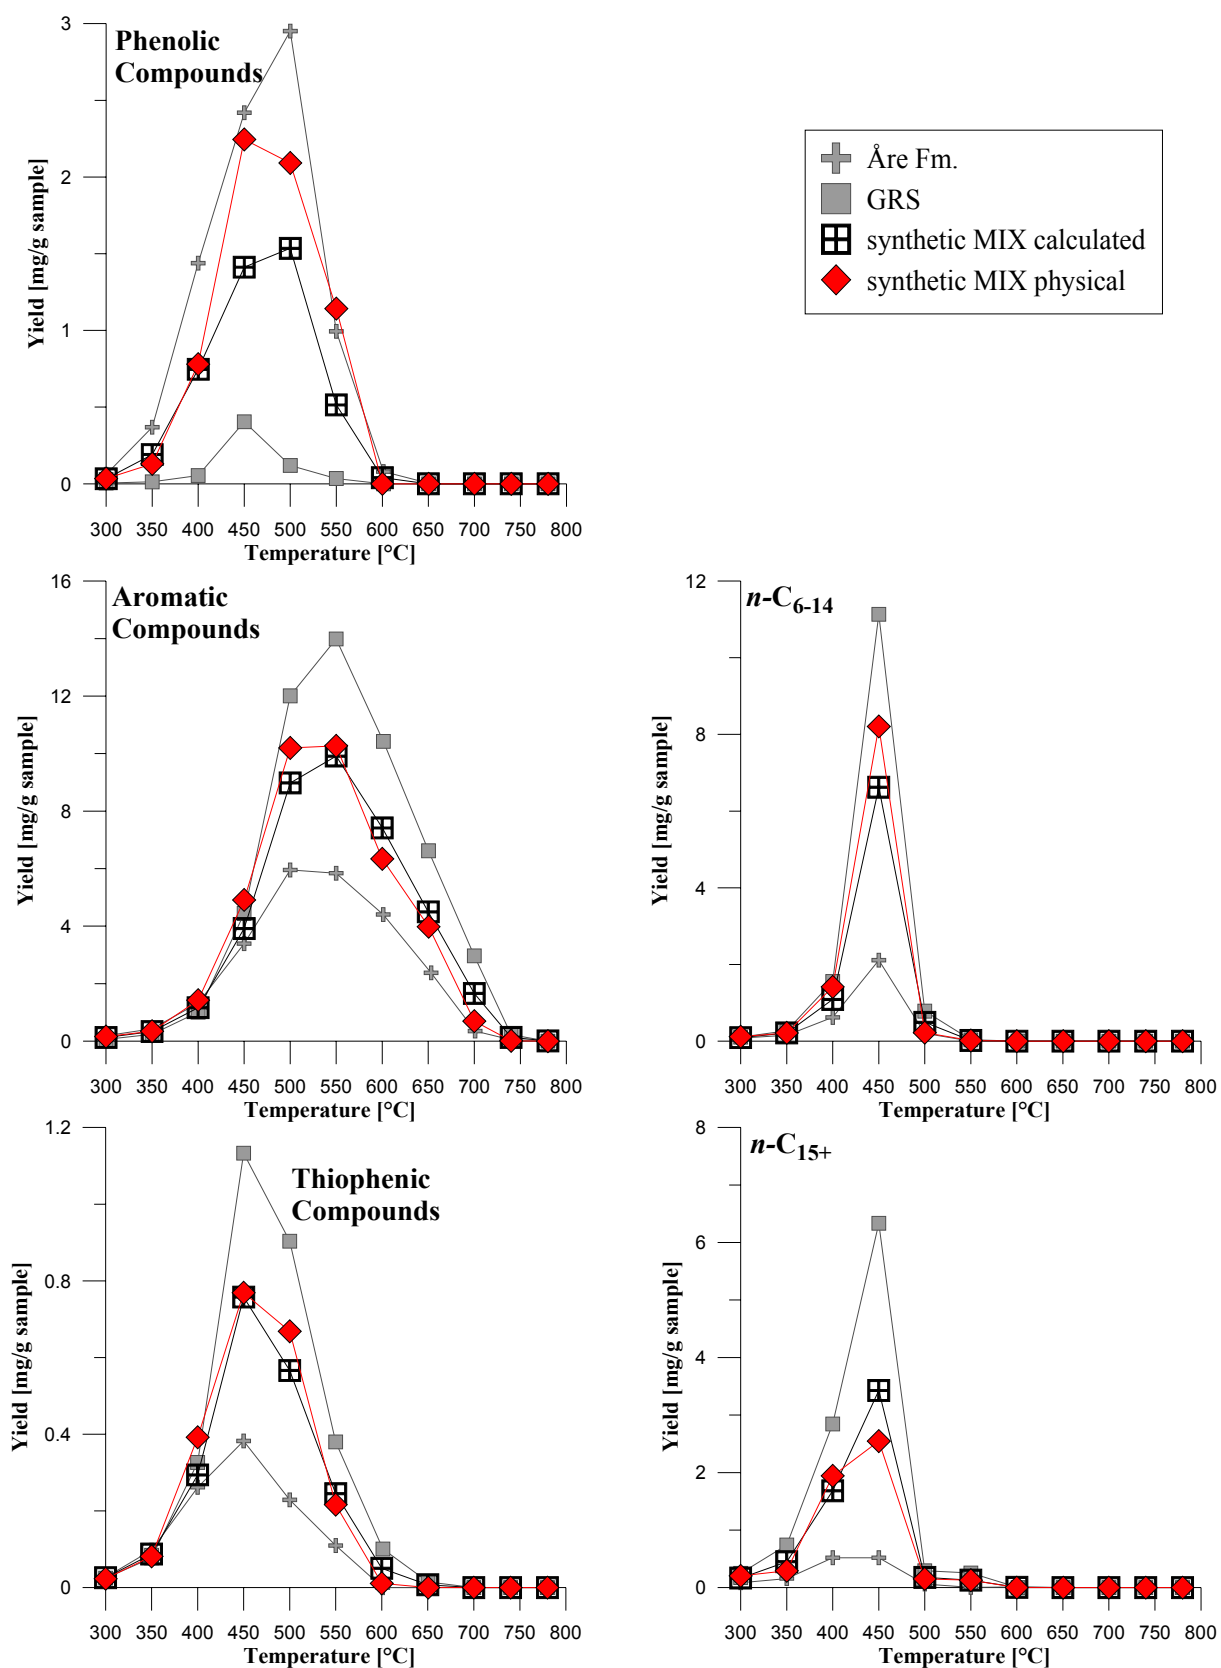 Phenolic
Compounds
Yield [mg/g sample]
3
2
1
0
300 350 400 450 500 550 600 650 700 750 800
Temperature [°C]
Åre Fm.
GRS
synthetic MIX calculated
synthetic MIX physical
Aromatic
Compounds
Yield [mg/g sample]
16
12
8
4
0
300 350 400 450 500 550 600 650 700 750 800
Temperature [°C]
n-C6-14
Yield [mg/g sample]
12
8
4
0
300 350 400 450 500 550 600 650 700 750 800
Temperature [°C]
Thiophenic
Compounds
Yield [mg/g sample]
1.2
0.8
0.4
0
300 350 400 450 500 550 600 650 700 750 800
Temperature [°C]
n-C15+
Yield [mg/g sample]
8
6
4
2
0
300 350 400 450 500 550 600 650 700 750 800
Temperature [°C]